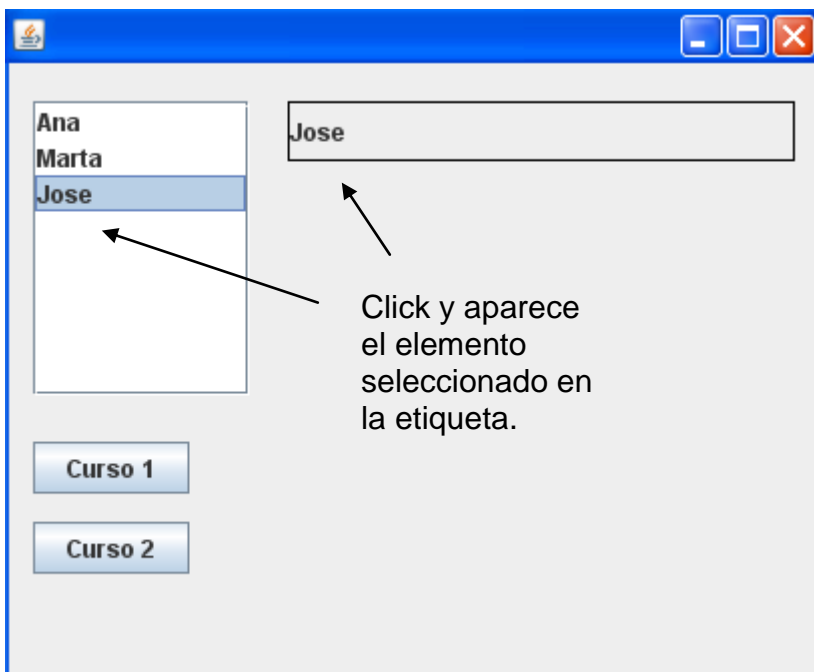 Ana
Marta
Jose
Jose
Click y aparece
el elemento
seleccionado en
la etiqueta.
Curso 1
Curso 2